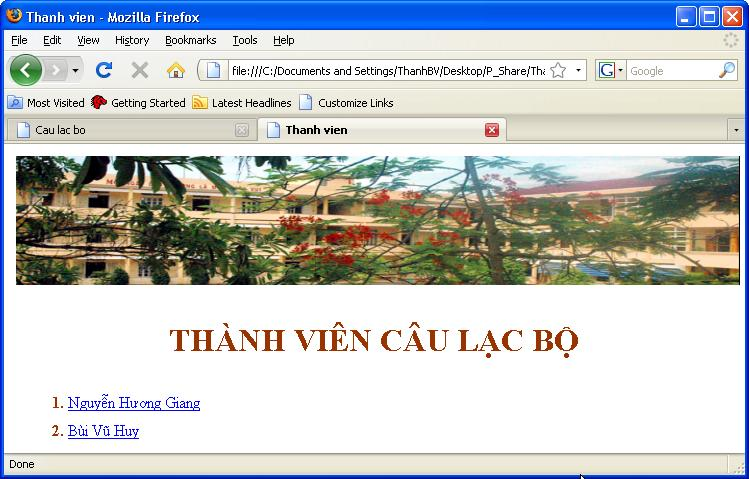 Thanh vien - Mozilla Firefox
File Edit View History Bookmarks Tools Help
file:///C:/Documents and Settings/ThanhBV/Desktop/P_Share/Tha
Google
Most Visited Getting Started Latest Headlines Customize Links
Cau lac bo Thanh vien
THÀNH VIÊN CÂU LẠC BỘ
1. Nguyễn Hương Giang
2. Bùi Vũ Huy
Done